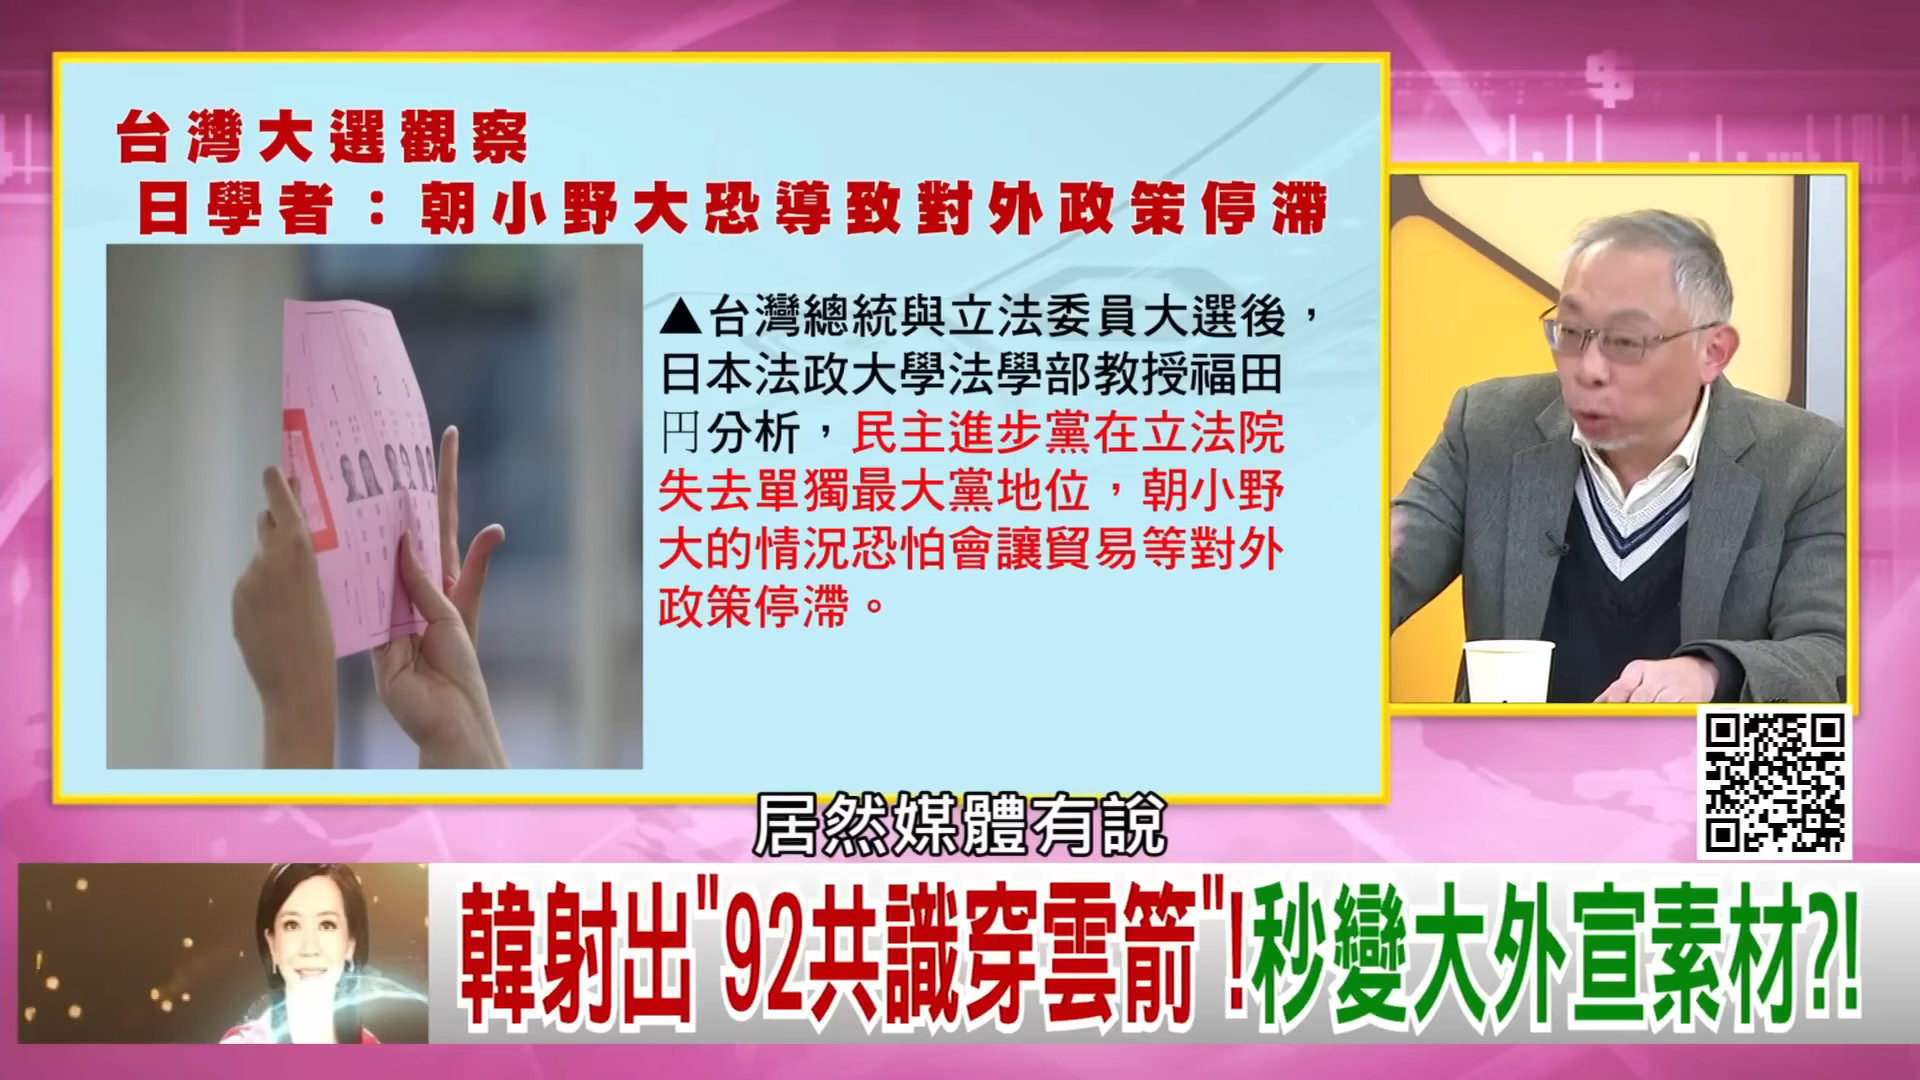 台灣大選觀察
日學者：朝小野大恐導致對外政策停滯
▲台灣總統與立法委員大選後，
日本法政大學法學部教授福田
円分析，民主進步黨在立法院
失去單獨最大黨地位，朝小野
大的情況恐怕會讓貿易等對外
政策停滯。
1 2 3
居然媒體有說
韓射出"92共識穿雲箭"!秒變大外宣素材?!